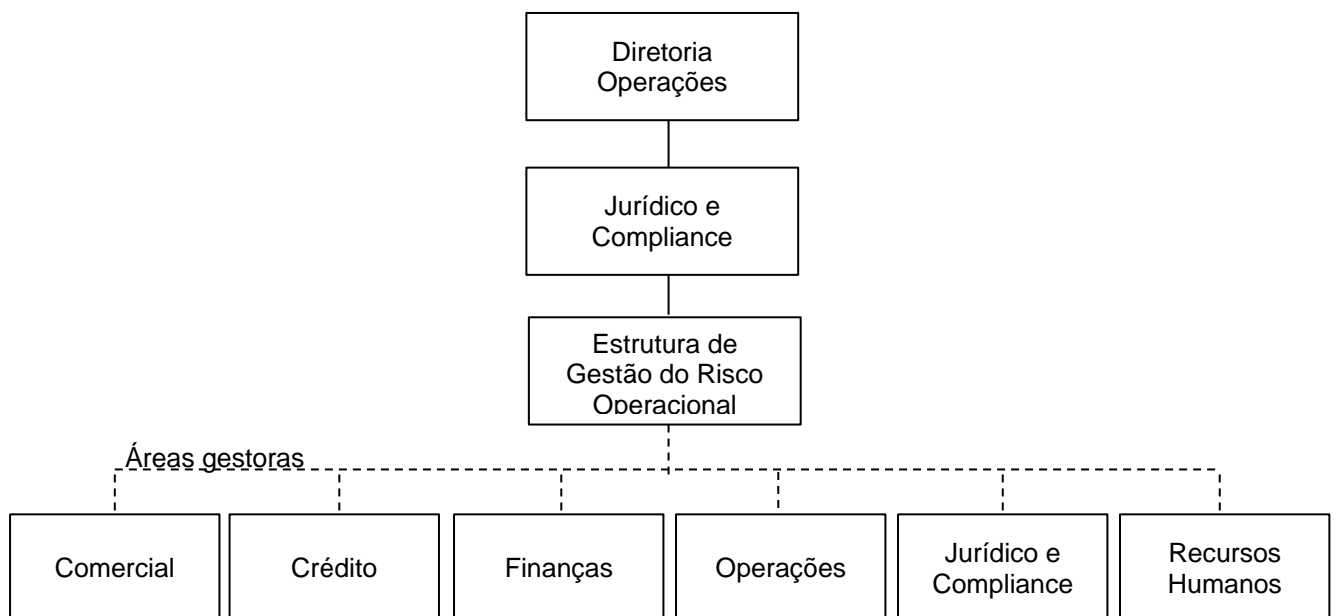 Diretoria
Operações
Jurídico e
Compliance
Estrutura de
Gestão do Risco
Operacional
Áreas gestoras
Comercial
Crédito
Finanças
Operações
Jurídico e
Compliance
Recursos
Humanos